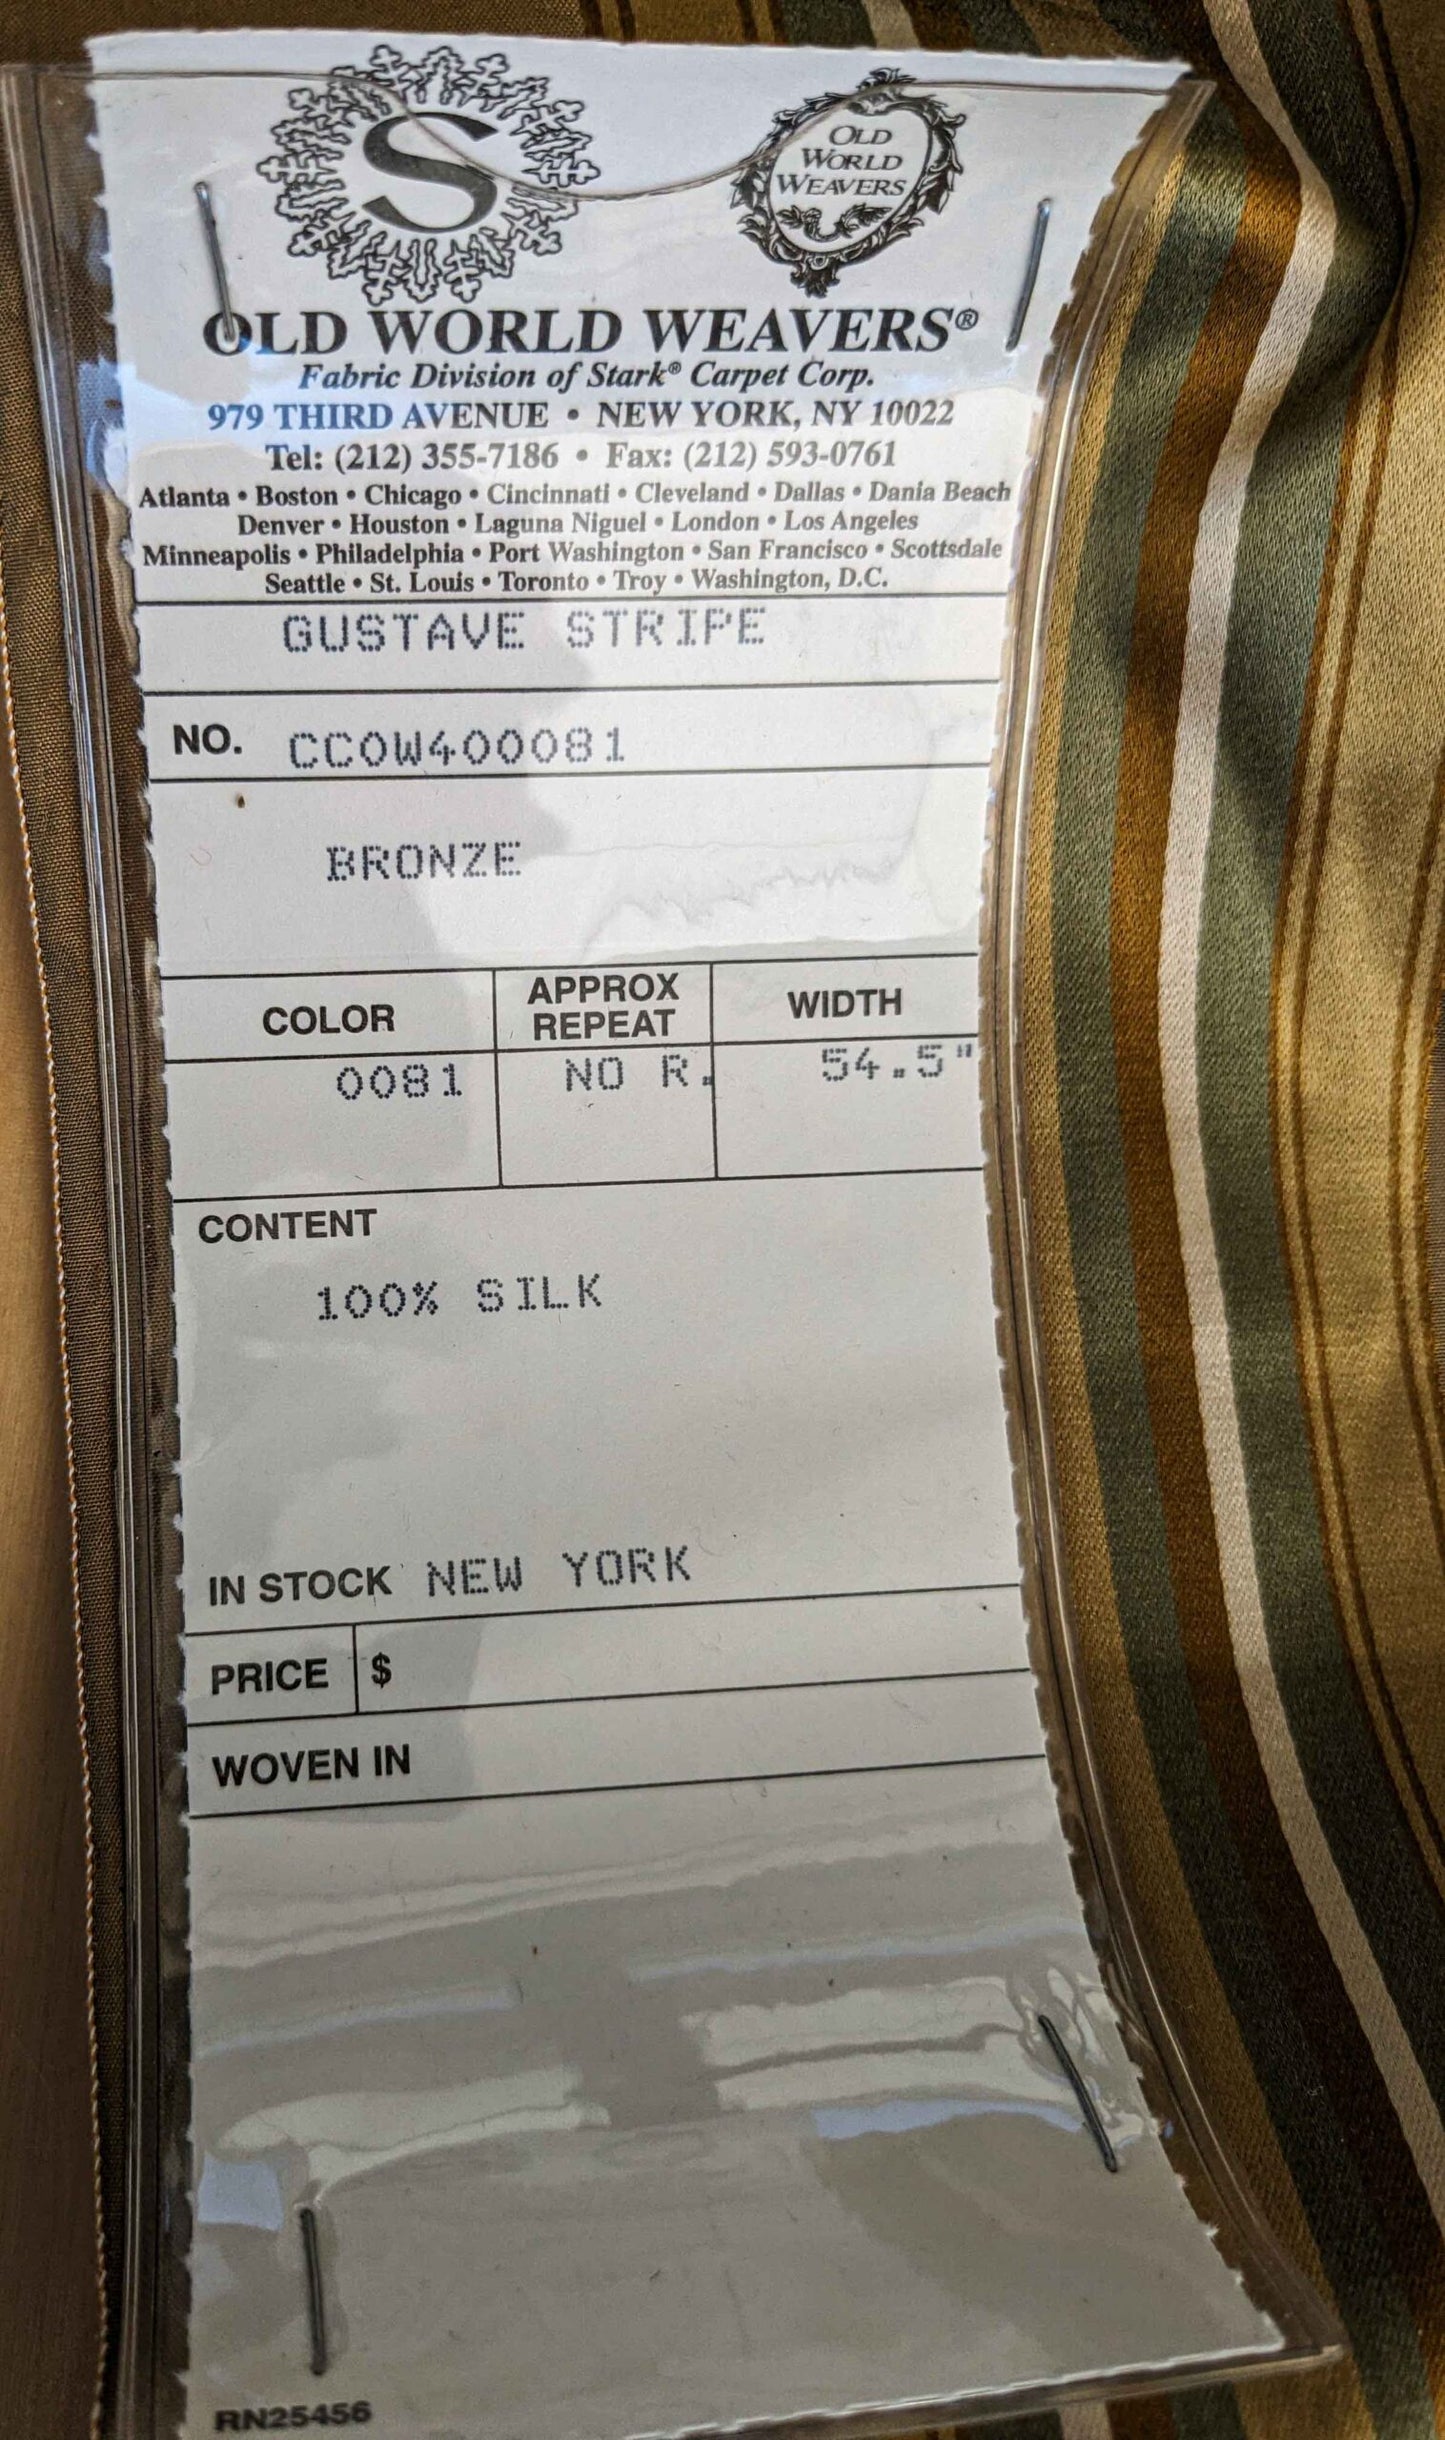 S
OLD
WORLD
WEAVERS
OLD WORLD WEAVERS®
Fabric Division of Stark® Carpet Corp.
979 THIRD AVENUE • NEW YORK, NY 10022
Tel: (212) 355-7186 • Fax: (212) 593-0761
Atlanta • Boston • Chicago • Cincinnati • Cleveland • Dallas • Dania Beach
Denver • Houston • Laguna Niguel • London • Los Angeles
Minneapolis • Philadelphia • Port Washington • San Francisco • Scottsdale
Seattle • St. Louis • Toronto • Troy • Washington, D.C.
GUSTAVE STRIPE
NO. CCOW400081
BRONZE
COLOR APPROX REPEAT WIDTH
0081 NO R. 54.5"
CONTENT
100% SILK
IN STOCK NEW YORK
PRICE $
WOVEN IN
RN25456